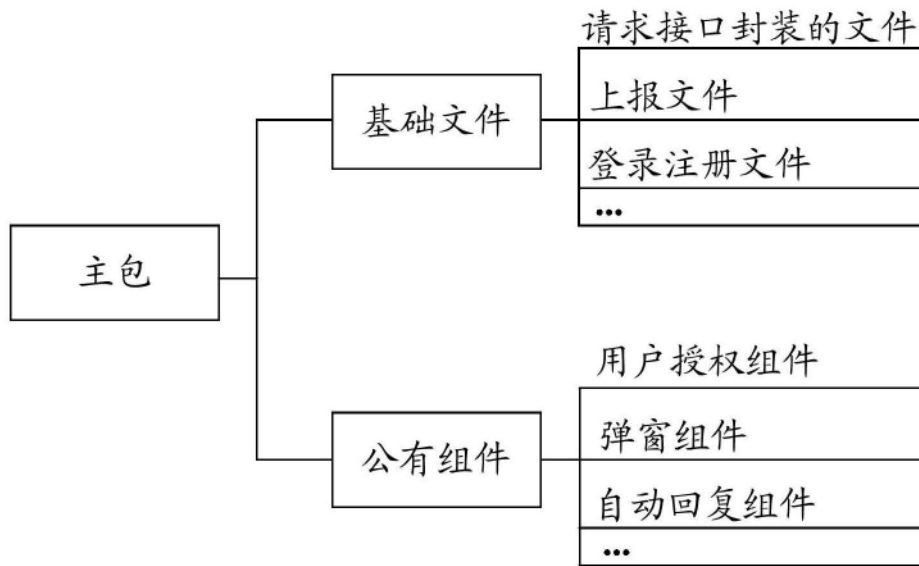 请求接口封装的文件
上报文件
基础文件
登录注册文件
...
主包
用户授权组件
弹窗组件
公有组件
自动回复组件
...